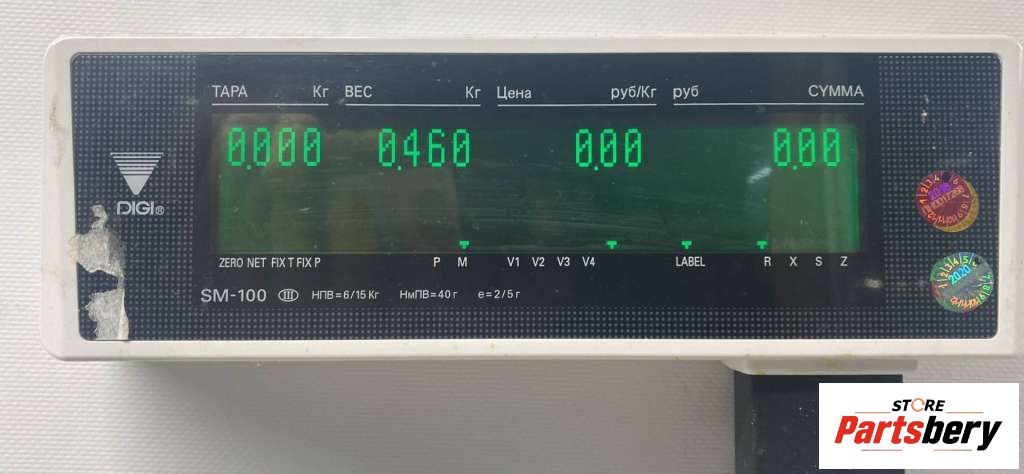 ТАРА Кг ВЕС Кг Цена руб/Кг руб СУММА
0.000 0.460 0.00 0.00
DIGI®
ZERO NET FIX T FIX P P M V1 V2 V3 V4 LABEL R X S Z
SM-100 III НПВ=6/15 Кг НмПВ=40 г e=2/5 г
2020
STORE
Partsbery